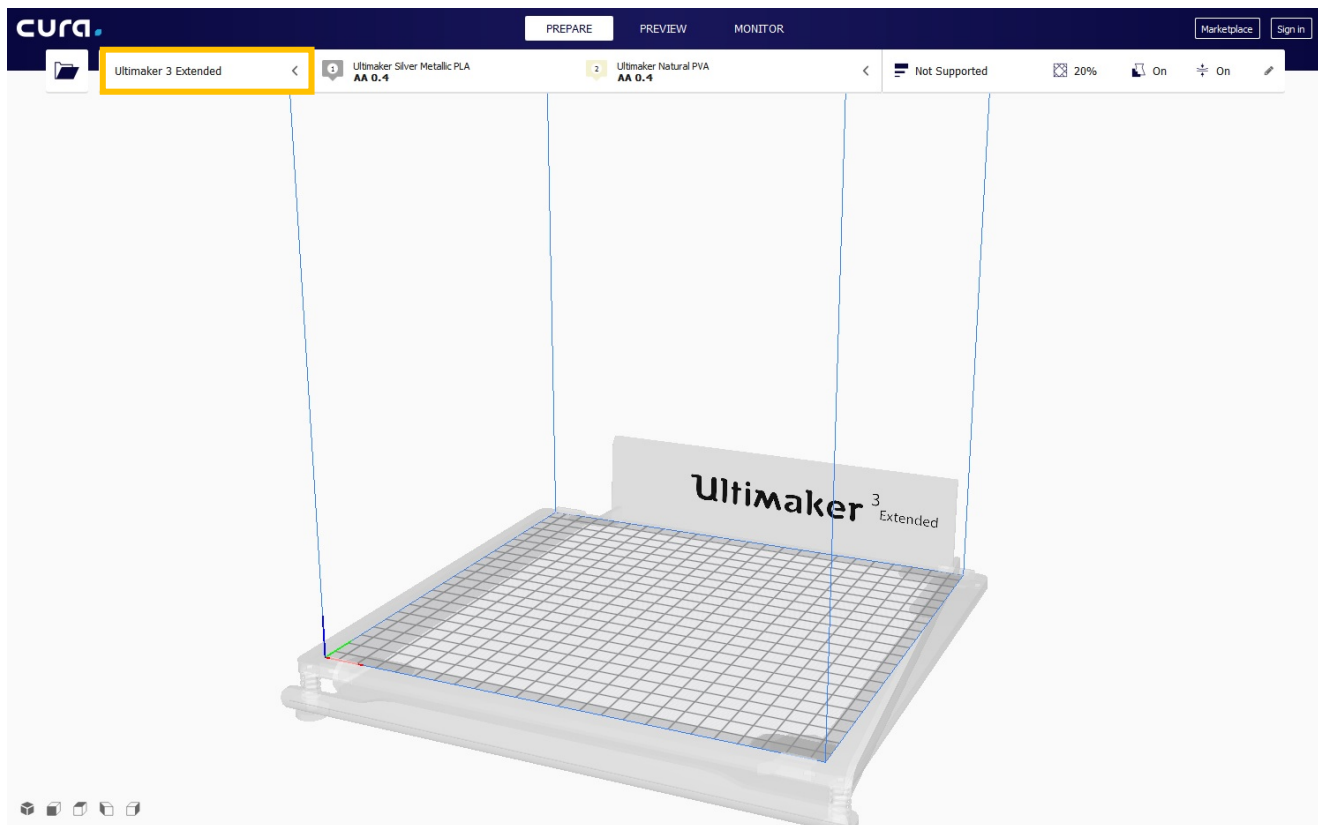 cura.
PREPARE
PREVIEW
MONITOR
Marketplace
Sign in
Ultimaker 3 Extended
1
Ultimaker Silver Metallic PLA
AA 0.4
2
Ultimaker Natural PVA
AA 0.4
Not Supported
20%
On
On
Ultimaker 3
Extended